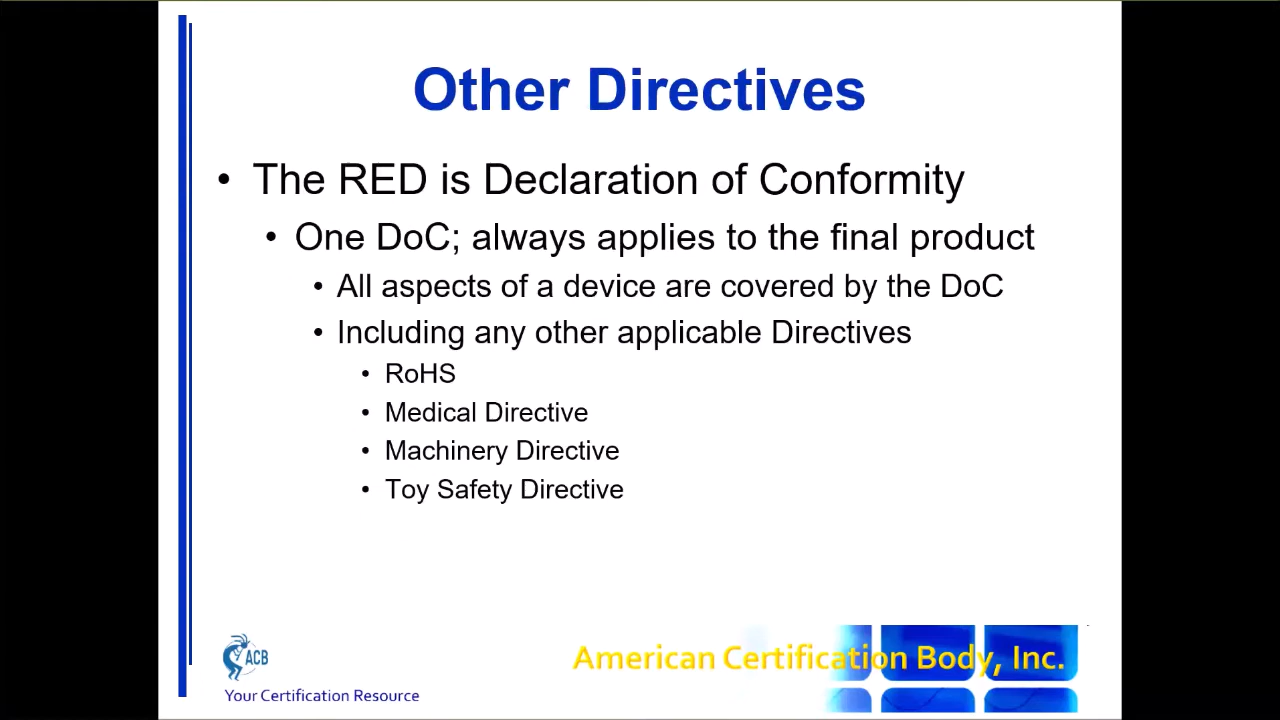 Other Directives
• The RED is Declaration of Conformity
• One DoC; always applies to the final product
• All aspects of a device are covered by the DoC
• Including any other applicable Directives
• RoHS
• Medical Directive
• Machinery Directive
• Toy Safety Directive
ACB
American Certification Body, Inc.
Your Certification Resource